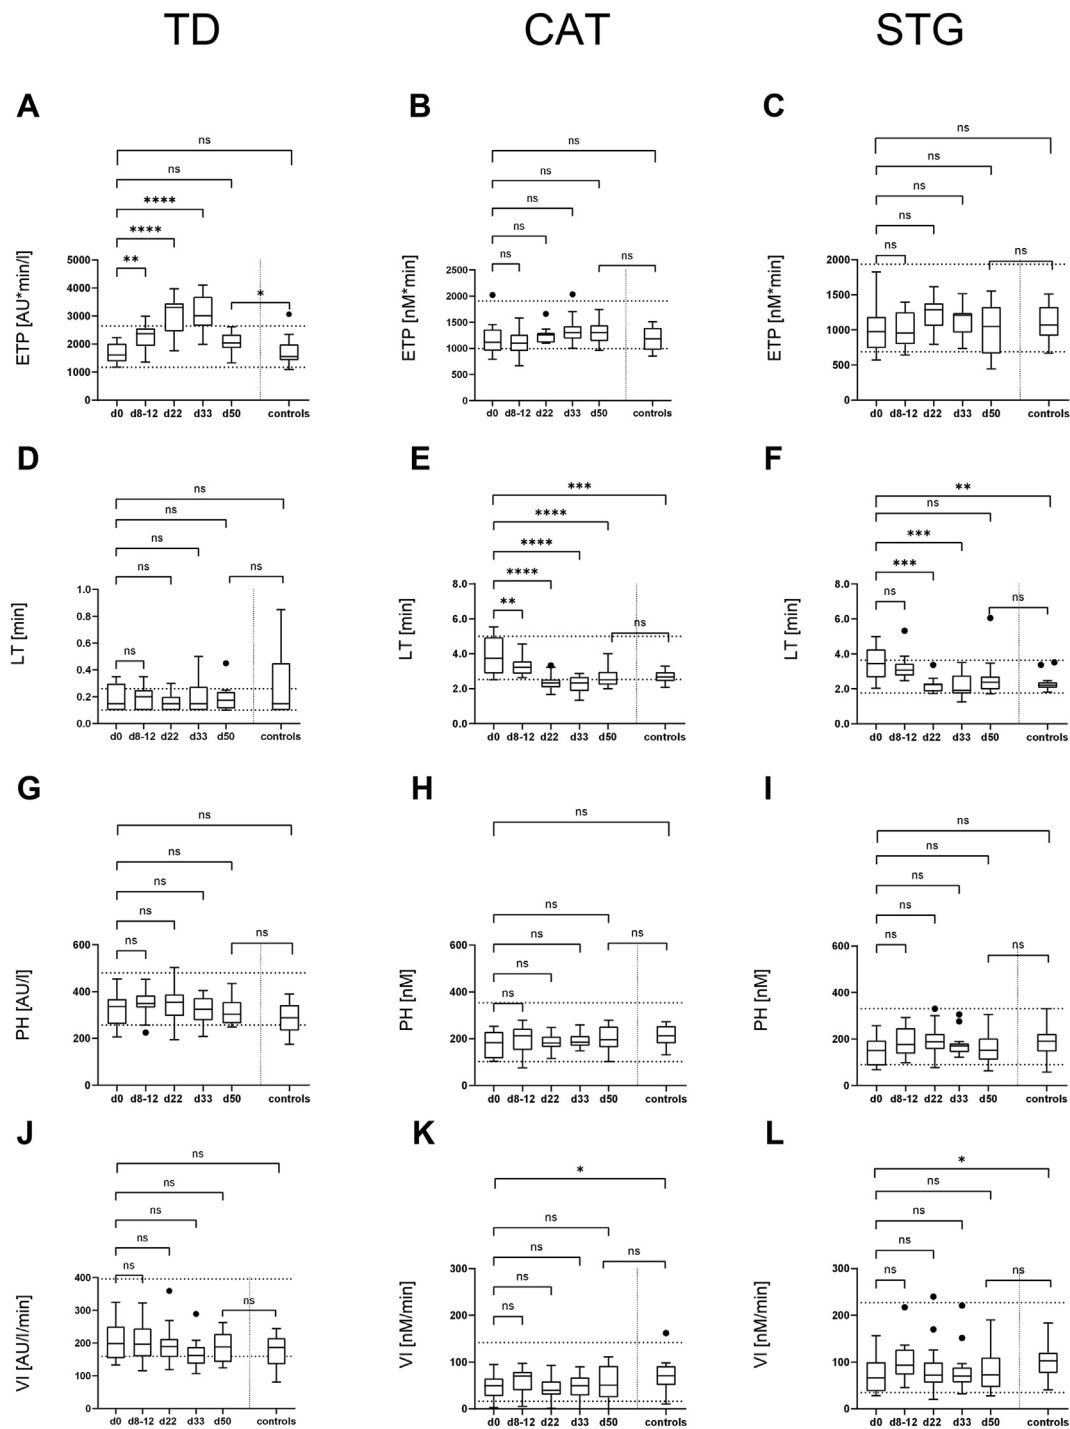 TD CAT STG
A B C
ns
ns
****
****
**
*
ETP [AU*min/l]
5000
4000
3000
2000
1000
0
d0 d8-12 d22 d33 d50 controls
ns
ns
ns
ns
ns
ns
ETP [nM*min]
2500
2000
1500
1000
500
0
d0 d8-12 d22 d33 d50 controls
ns
ns
ns
ns
ns
ns
ETP [nM*min]
2000
1500
1000
500
0
d0 d8-12 d22 d33 d50 controls
D E F
ns
ns
ns
ns
ns
ns
LT [min]
1.0
0.8
0.6
0.4
0.2
0.0
d0 d8-12 d22 d33 d50 controls
***
****
****
****
**
ns
LT [min]
8.0
6.0
4.0
2.0
0.0
d0 d8-12 d22 d33 d50 controls
**
ns
***
***
ns
ns
LT [min]
8.0
6.0
4.0
2.0
0.0
d0 d8-12 d22 d33 d50 controls
G H I
ns
ns
ns
ns
ns
ns
PH [AU/l]
600
400
200
0
d0 d8-12 d22 d33 d50 controls
ns
ns
ns
ns
ns
ns
PH [nM]
600
400
200
0
d0 d8-12 d22 d33 d50 controls
ns
ns
ns
ns
ns
ns
PH [nM]
600
400
200
0
d0 d8-12 d22 d33 d50 controls
J K L
ns
ns
ns
ns
ns
ns
VI [AU/l/min]
400
300
200
100
0
d0 d8-12 d22 d33 d50 controls
*
ns
ns
ns
ns
ns
VI [nM/min]
300
200
100
0
d0 d8-12 d22 d33 d50 controls
*
ns
ns
ns
ns
ns
VI [nM/min]
300
200
100
0
d0 d8-12 d22 d33 d50 controls